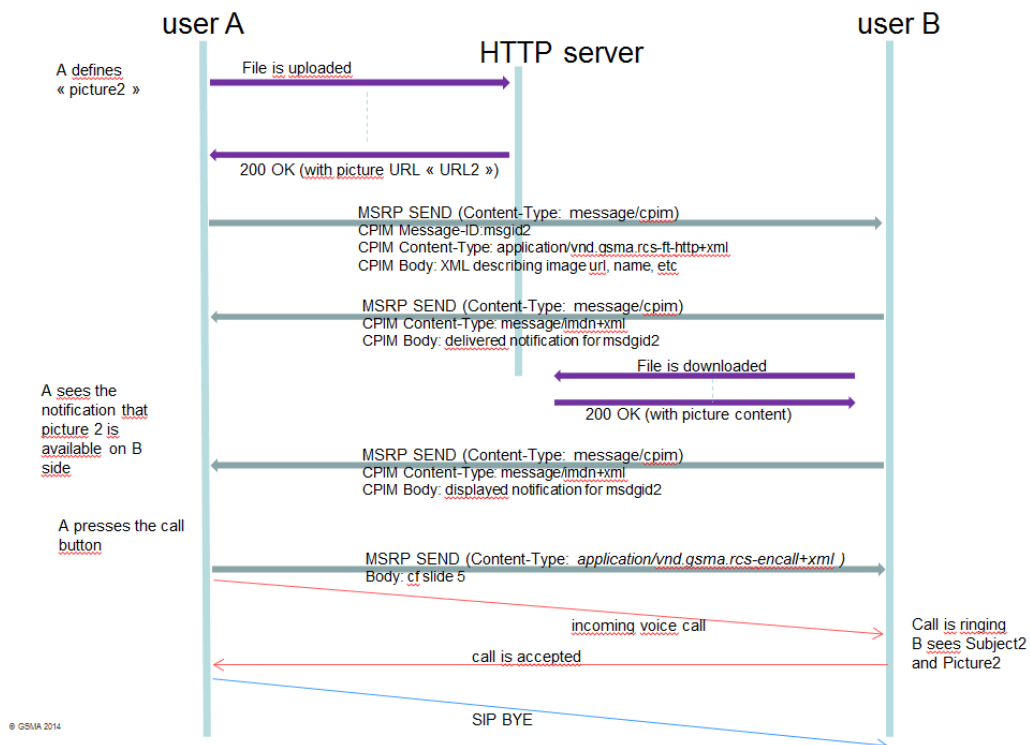 user A
user B
HTTP server
A defines
« picture2 »
File is uploaded
200 OK (with picture URL « URL2 »)
MSRP SEND (Content-Type: message/cpim)
CPIM Message-ID:msgid2
CPIM Content-Type: application/vnd.gsma.rcs-ft-http+xml
CPIM Body: XML describing image url, name, etc
MSRP SEND (Content-Type: message/cpim)
CPIM Content-Type: message/imdn+xml
CPIM Body: delivered notification for msdgid2
File is downloaded
200 OK (with picture content)
A sees the
notification that
picture 2 is
available on B
side
MSRP SEND (Content-Type: message/cpim)
CPIM Content-Type: message/imdn+xml
CPIM Body: displayed notification for msdgid2
A presses the call
button
MSRP SEND (Content-Type: application/vnd.gsma.rcs-encall+xml )
Body: cf slide 5
incoming voice call
Call is ringing
B sees Subject2
and Picture2
call is accepted
SIP BYE
© GSMA 2014